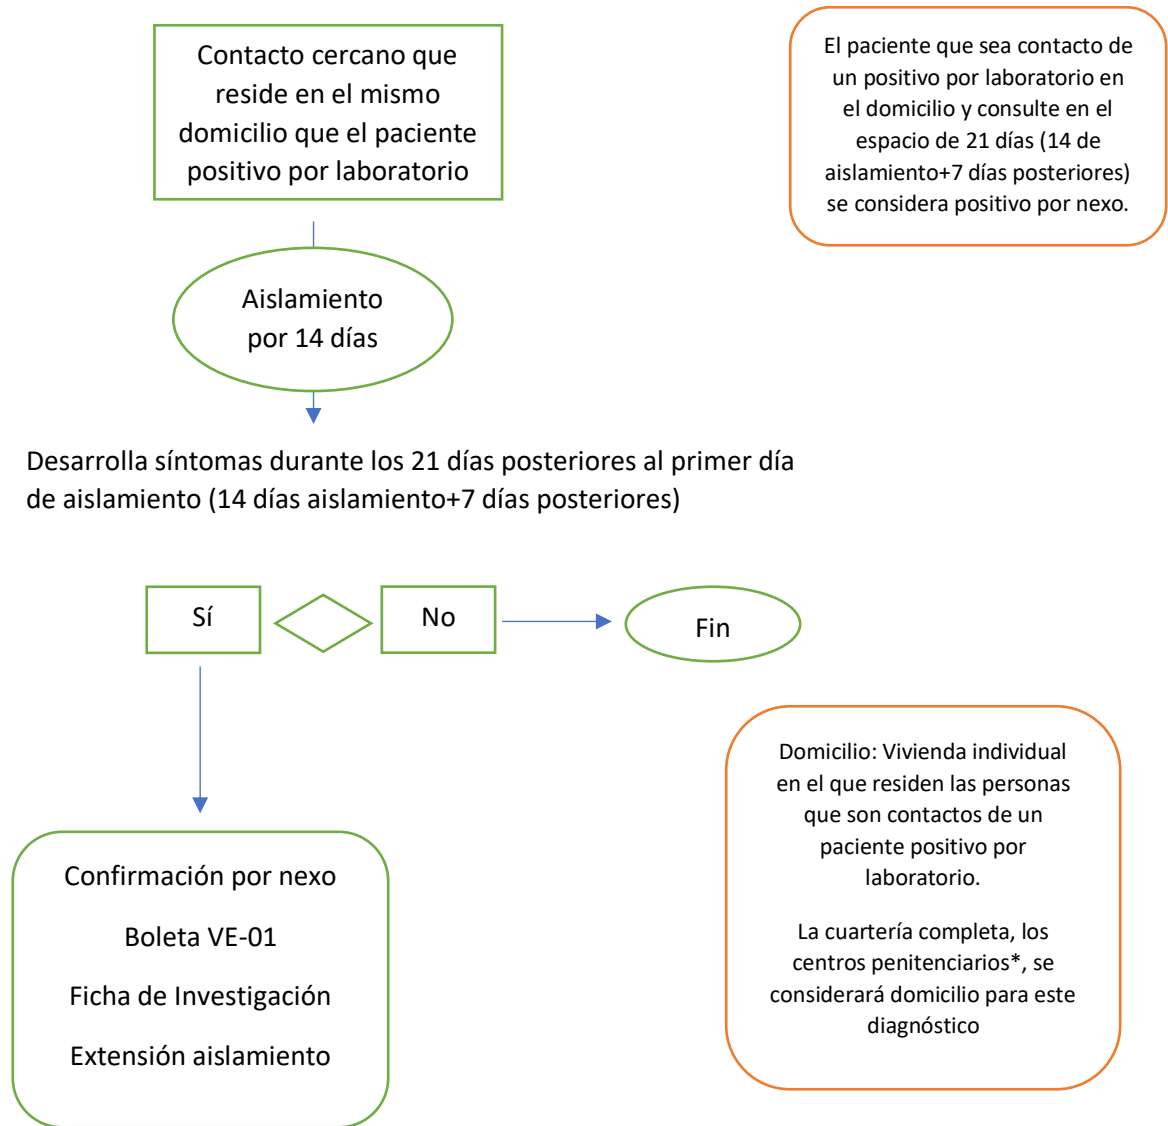 Contacto cercano que
reside en el mismo
domicilio que el paciente
positivo por laboratorio
El paciente que sea contacto de
un positivo por laboratorio en
el domicilio y consulte en el
espacio de 21 días (14 de
aislamiento+7 días posteriores)
se considera positivo por nexo.
Aislamiento
por 14 días
Desarrolla síntomas durante los 21 días posteriores al primer día
de aislamiento (14 días aislamiento+7 días posteriores)
Sí
No
Fin
Confirmación por nexo
Boleta VE-01
Ficha de Investigación
Extensión aislamiento
Domicilio: Vivienda individual
en el que residen las personas
que son contactos de un
paciente positivo por
laboratorio.
La cuartería completa, los
centros penitenciarios*, se
considerará domicilio para este
diagnóstico